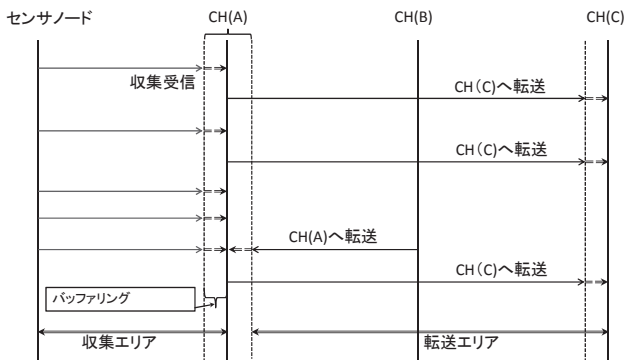 センサノード
CH(A)
CH(B)
CH(C)
収集受信
CH(C)へ転送
CH(C)へ転送
CH(A)へ転送
CH(C)へ転送
バッファリング
収集エリア
転送エリア